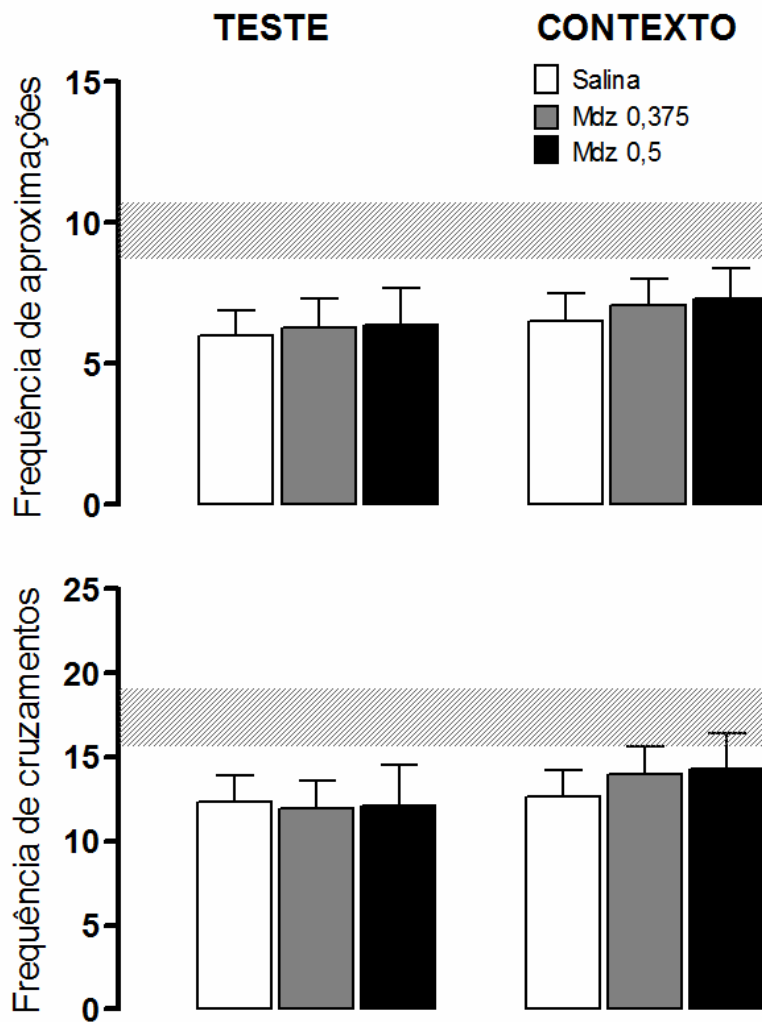 TESTE
CONTEXTO
Salina
Mdz 0,375
Mdz 0,5
Frequência de aproximações
15
10
5
0
Frequência de cruzamentos
25
20
15
10
5
0